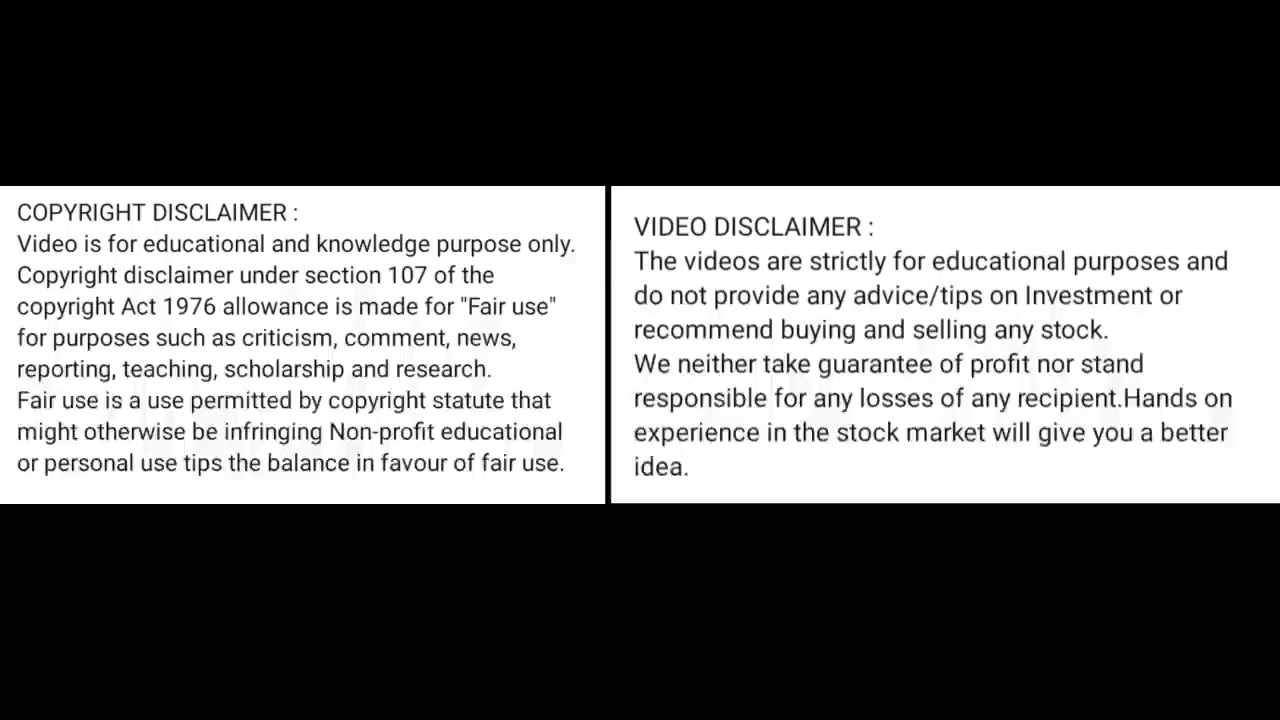 COPYRIGHT DISCLAIMER :
Video is for educational and knowledge purpose only.
Copyright disclaimer under section 107 of the
copyright Act 1976 allowance is made for "Fair use"
for purposes such as criticism, comment, news,
reporting, teaching, scholarship and research.
Fair use is a use permitted by copyright statute that
might otherwise be infringing Non-profit educational
or personal use tips the balance in favour of fair use.
VIDEO DISCLAIMER :
The videos are strictly for educational purposes and
do not provide any advice/tips on Investment or
recommend buying and selling any stock.
We neither take guarantee of profit nor stand
responsible for any losses of any recipient.Hands on
experience in the stock market will give you a better
idea.